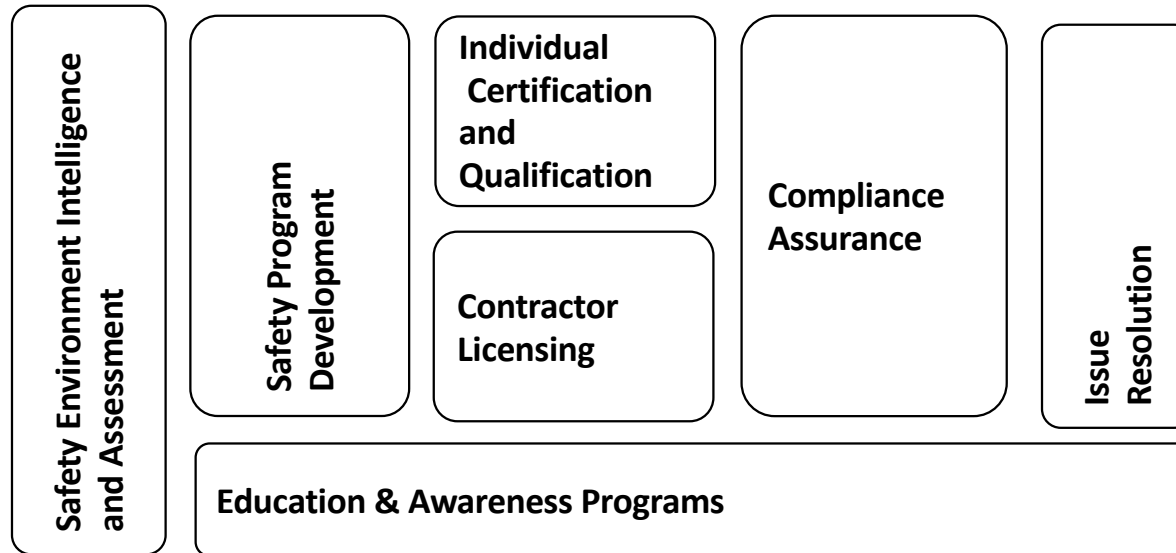 Safety Environment Intelligence
and Assessment
Safety Program
Development
Individual
Certification
and
Qualification
Contractor
Licensing
Compliance
Assurance
Issue
Resolution
Education & Awareness Programs